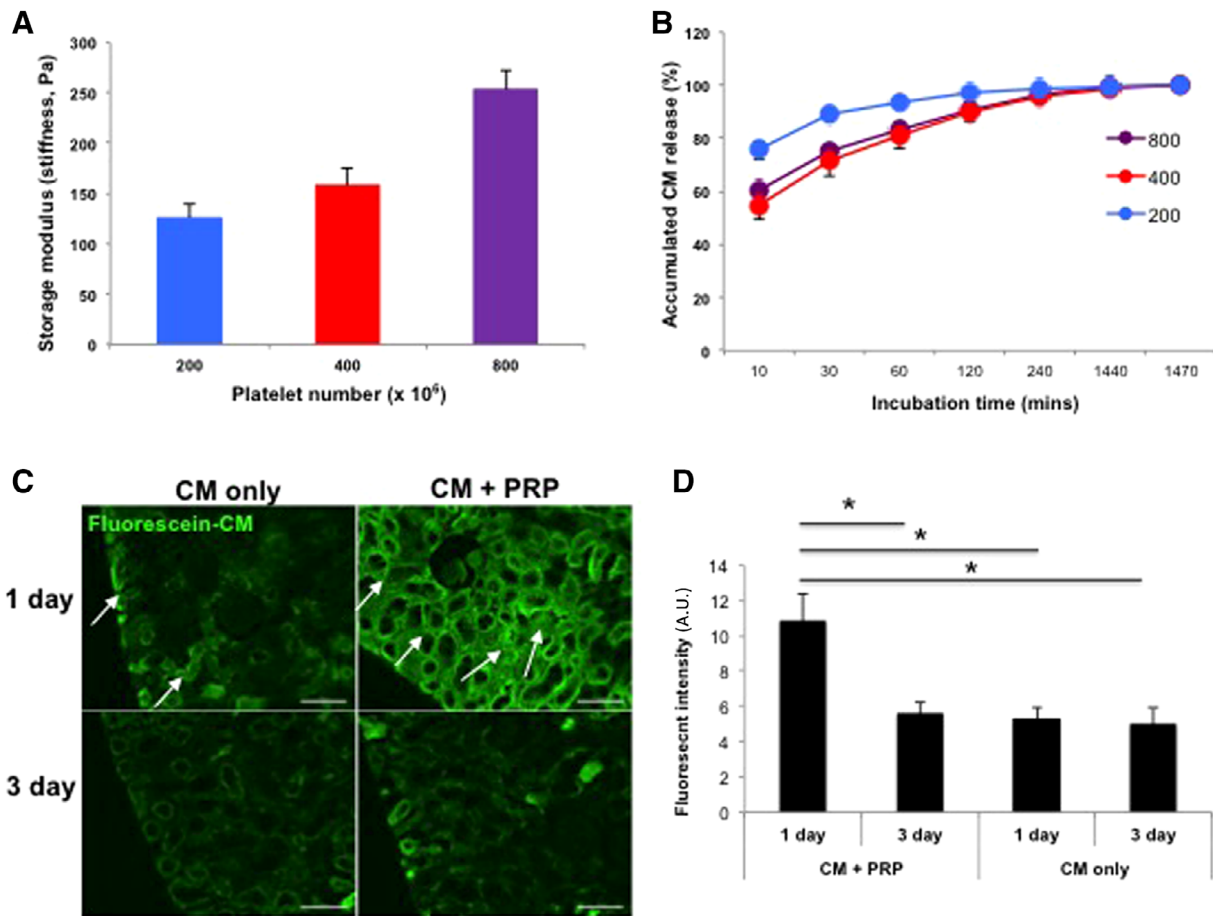 A
Storage modulus (stiffness, Pa)
300
250
200
150
100
50
0
200 400 800
Platelet number (x 10⁶)
B
Accumulated CM release (%)
120
100
80
60
40
20
0
10 30 60 120 240 1440 1470
Incubation time (mins)
800
400
200
C
CM only CM + PRP
Fluorescein-CM
1 day
3 day
D
*
*
*
Fluoresecnt intensity (A.U.)
14
12
10
8
6
4
2
0
1 day 3 day 1 day 3 day
CM + PRP CM only